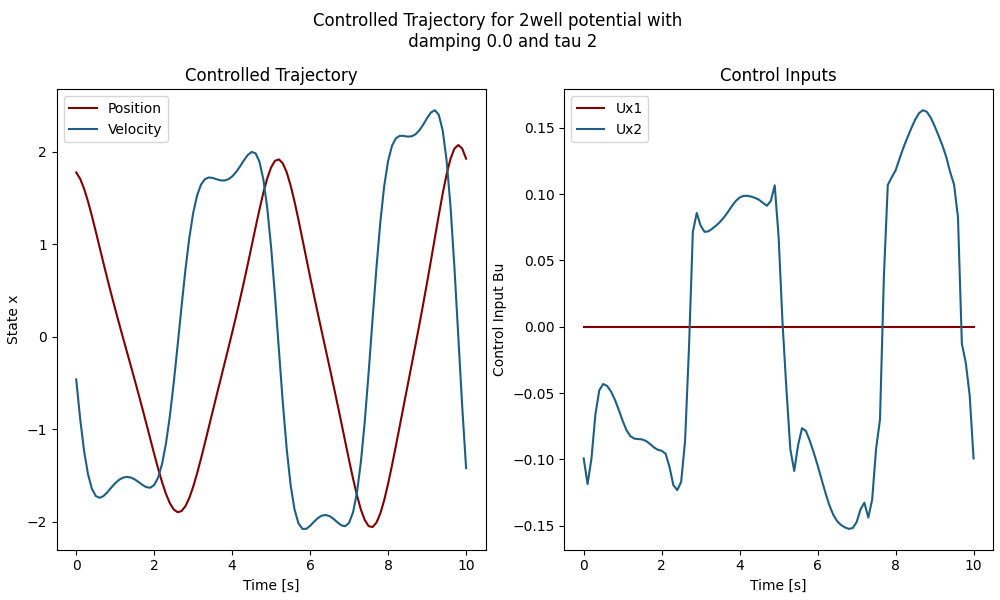 Controlled Trajectory for 2well potential with
damping 0.0 and tau 2
Controlled Trajectory
Position
Velocity
State x
2
1
0
−1
−2
0
2
4
6
8
10
Time [s]
Control Inputs
Ux1
Ux2
Control Input Bu
0.15
0.10
0.05
0.00
−0.05
−0.10
−0.15
0
2
4
6
8
10
Time [s]